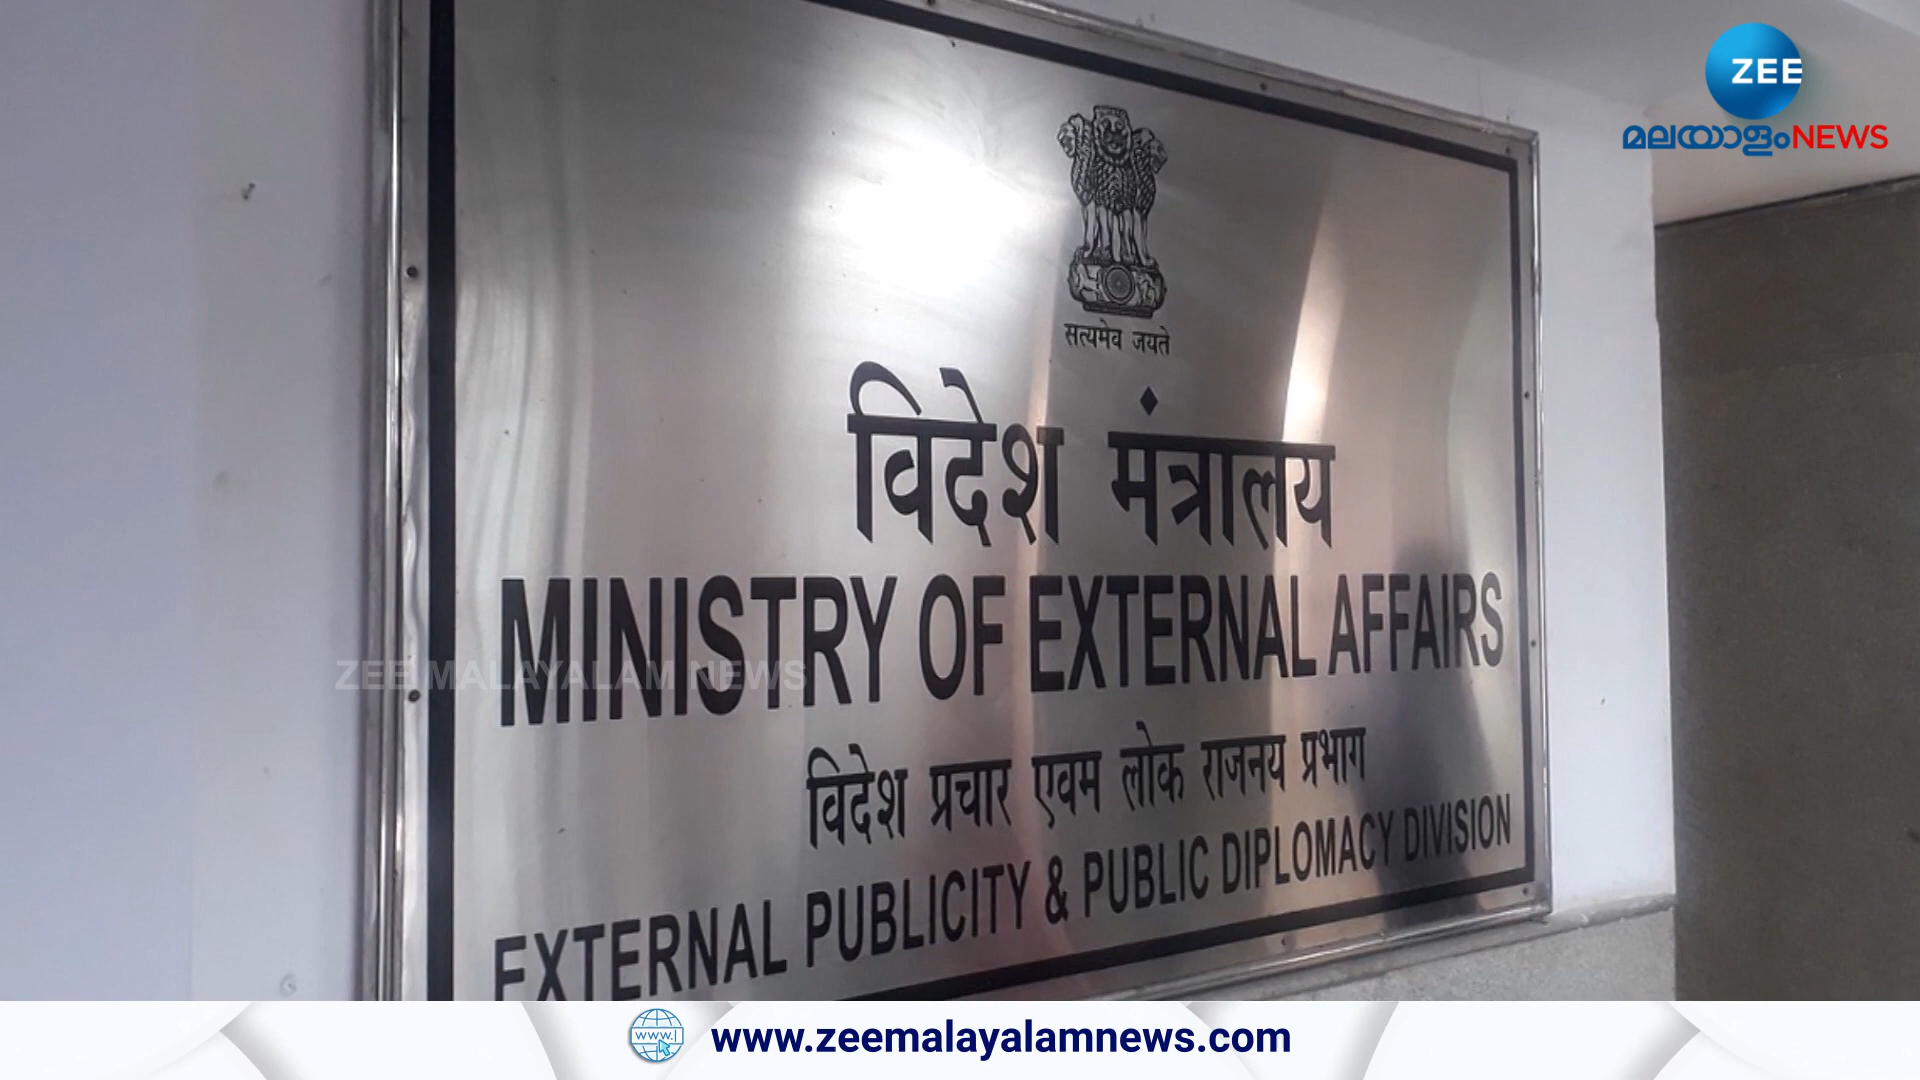 ZEE
മലയാളംNEWS
सत्यमेव जयते
विदेश मंत्रालय
MINISTRY OF EXTERNAL AFFAIRS
ZEE MALAYALAM NEWS
विदेश प्रचार एवम लोक राजनय प्रभाग
EXTERNAL PUBLICITY & PUBLIC DIPLOMACY DIVISION
www.
www.zeemalayalamnews.com